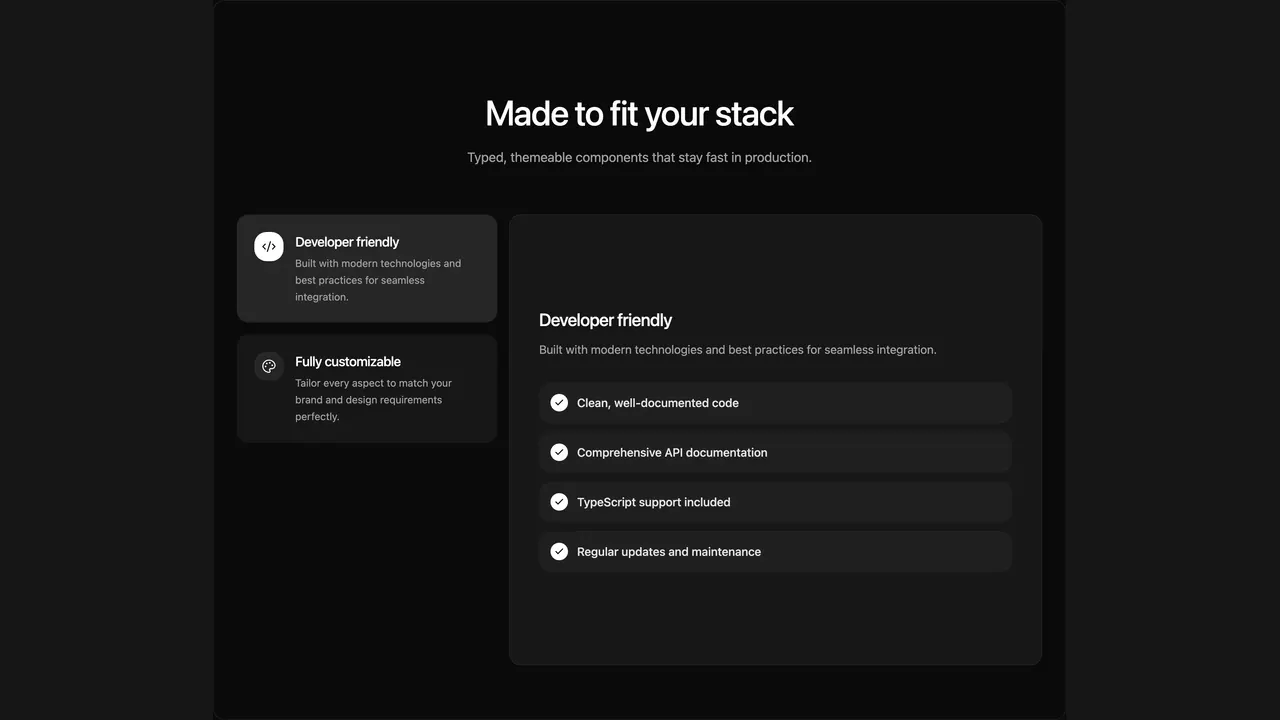 Made to fit your stack
Typed, themeable components that stay fast in production.
Developer friendly
Built with modern technologies and
best practices for seamless
integration.
Fully customizable
Tailor every aspect to match your
brand and design requirements
perfectly.
Developer friendly
Built with modern technologies and best practices for seamless integration.
Clean, well-documented code
Comprehensive API documentation
TypeScript support included
Regular updates and maintenance